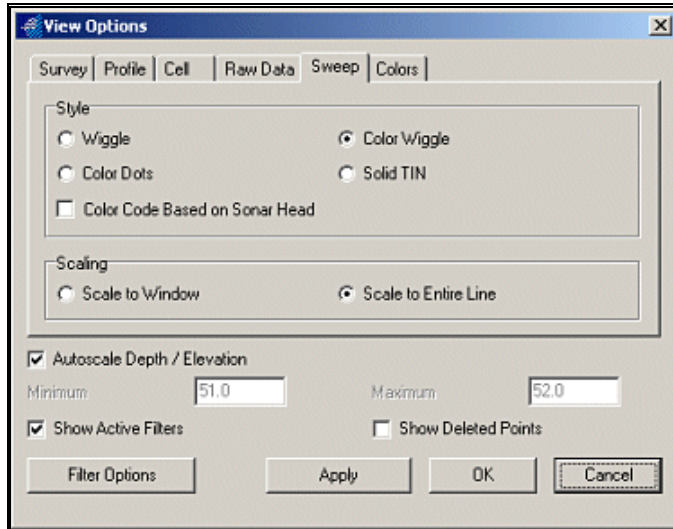 View Options
Survey Profile Cell Raw Data Sweep Colors
Style
Wiggle Color Wiggle
Color Dots Solid TIN
Color Code Based on Sonar Head
Scaling
Scale to Window Scale to Entire Line
Autoscale Depth / Elevation
Minimum 51.0 Maximum 52.0
Show Active Filters Show Deleted Points
Filter Options Apply OK Cancel